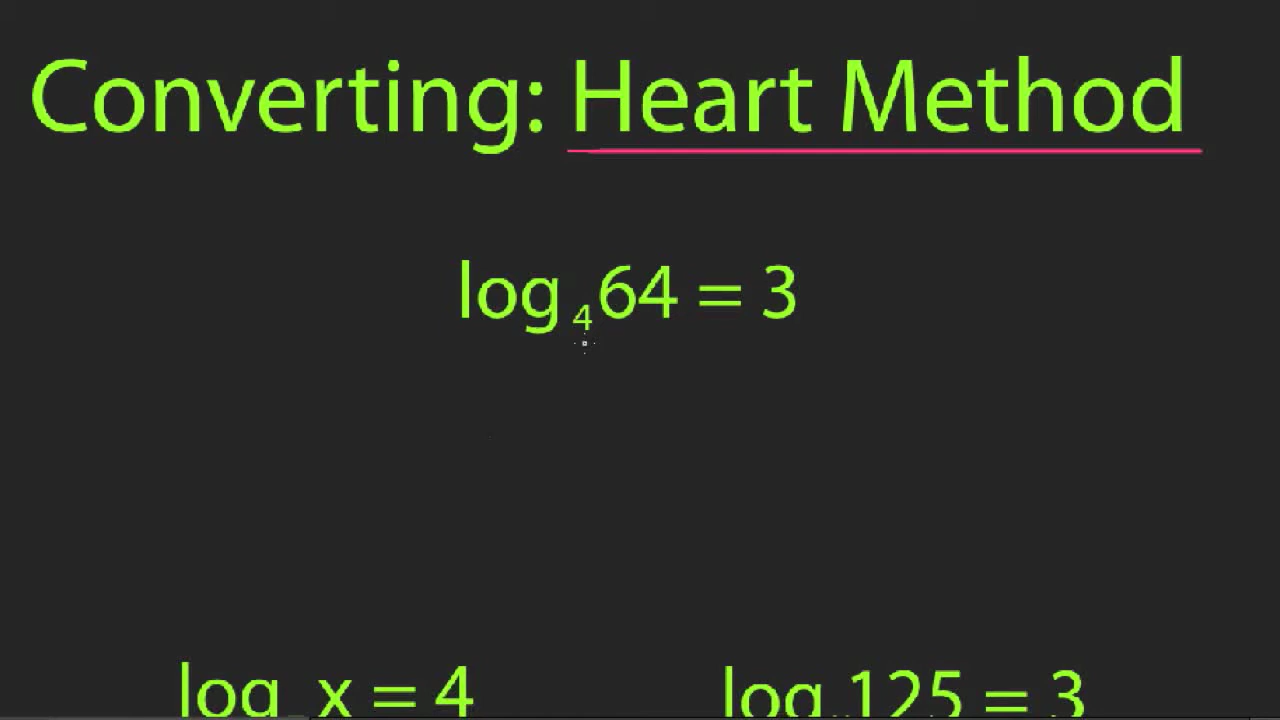 Converting: Heart Method
log 4 64 = 3
log x = 4
log 125 = 3